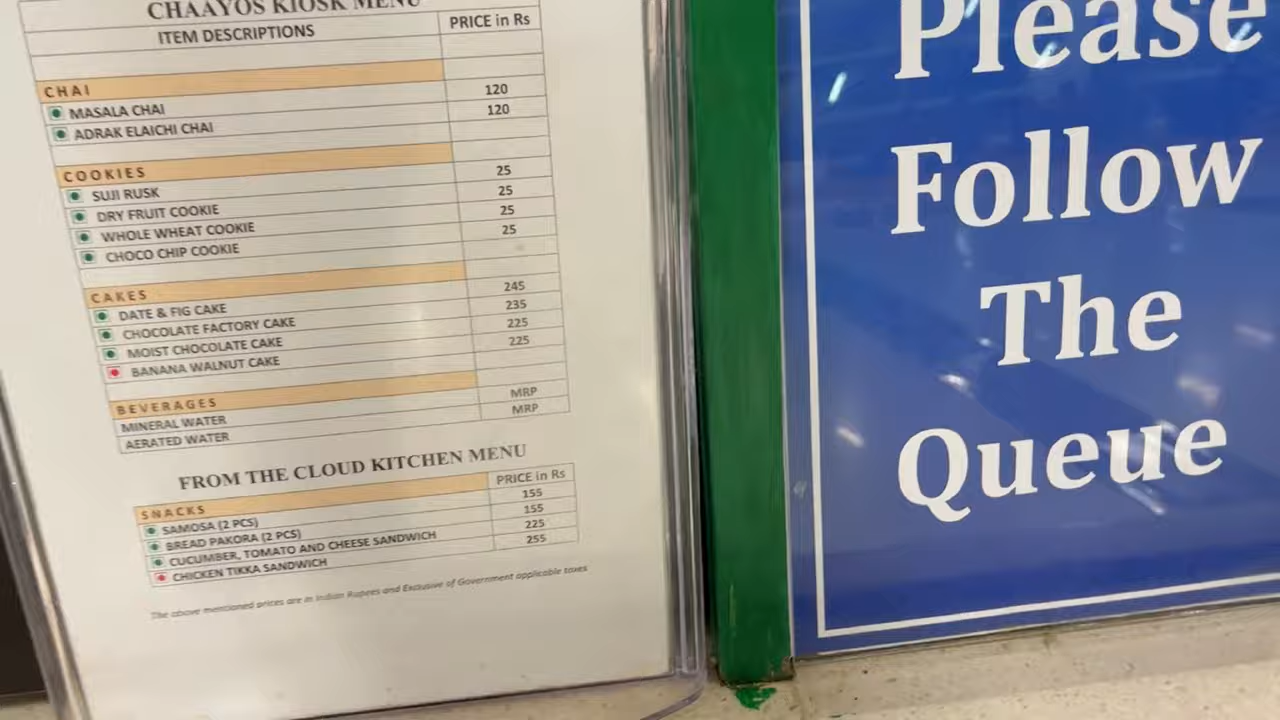 CHAAYOS KIOSK MENU
ITEM DESCRIPTIONS PRICE in Rs
CHAI
MASALA CHAI 120
ADRAK ELAICHI CHAI 120
COOKIES
SUJI RUSK 25
DRY FRUIT COOKIE 25
WHOLE WHEAT COOKIE 25
CHOCO CHIP COOKIE 25
CAKES
DATE & FIG CAKE 245
CHOCOLATE FACTORY CAKE 235
MOIST CHOCOLATE CAKE 225
BANANA WALNUT CAKE 225
BEVERAGES
MINERAL WATER MRP
AERATED WATER MRP
FROM THE CLOUD KITCHEN MENU
PRICE in Rs
SNACKS
SAMOSA (2 PCS) 155
BREAD PAKORA (2 PCS) 155
CUCUMBER, TOMATO AND CHEESE SANDWICH 225
CHICKEN TIKKA SANDWICH 255
The above mentioned prices are in Indian Rupees and Exclusive of Government applicable taxes
Please
Follow
The
Queue